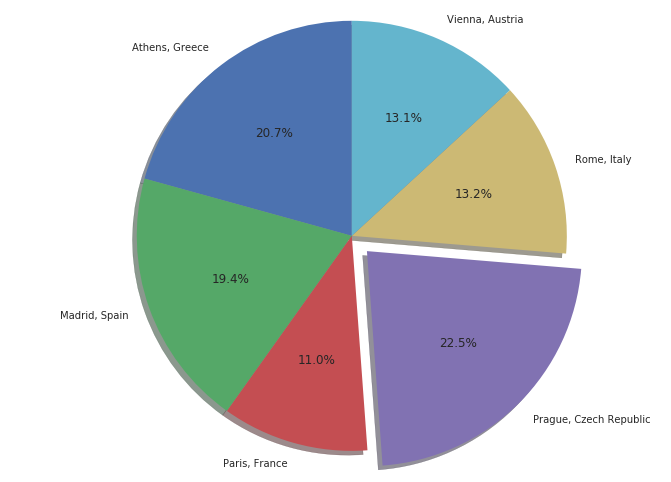 Vienna, Austria
Athens, Greece
13.1%
20.7%
Rome, Italy
13.2%
19.4%
Madrid, Spain
22.5%
11.0%
Prague, Czech Republic
Paris, France